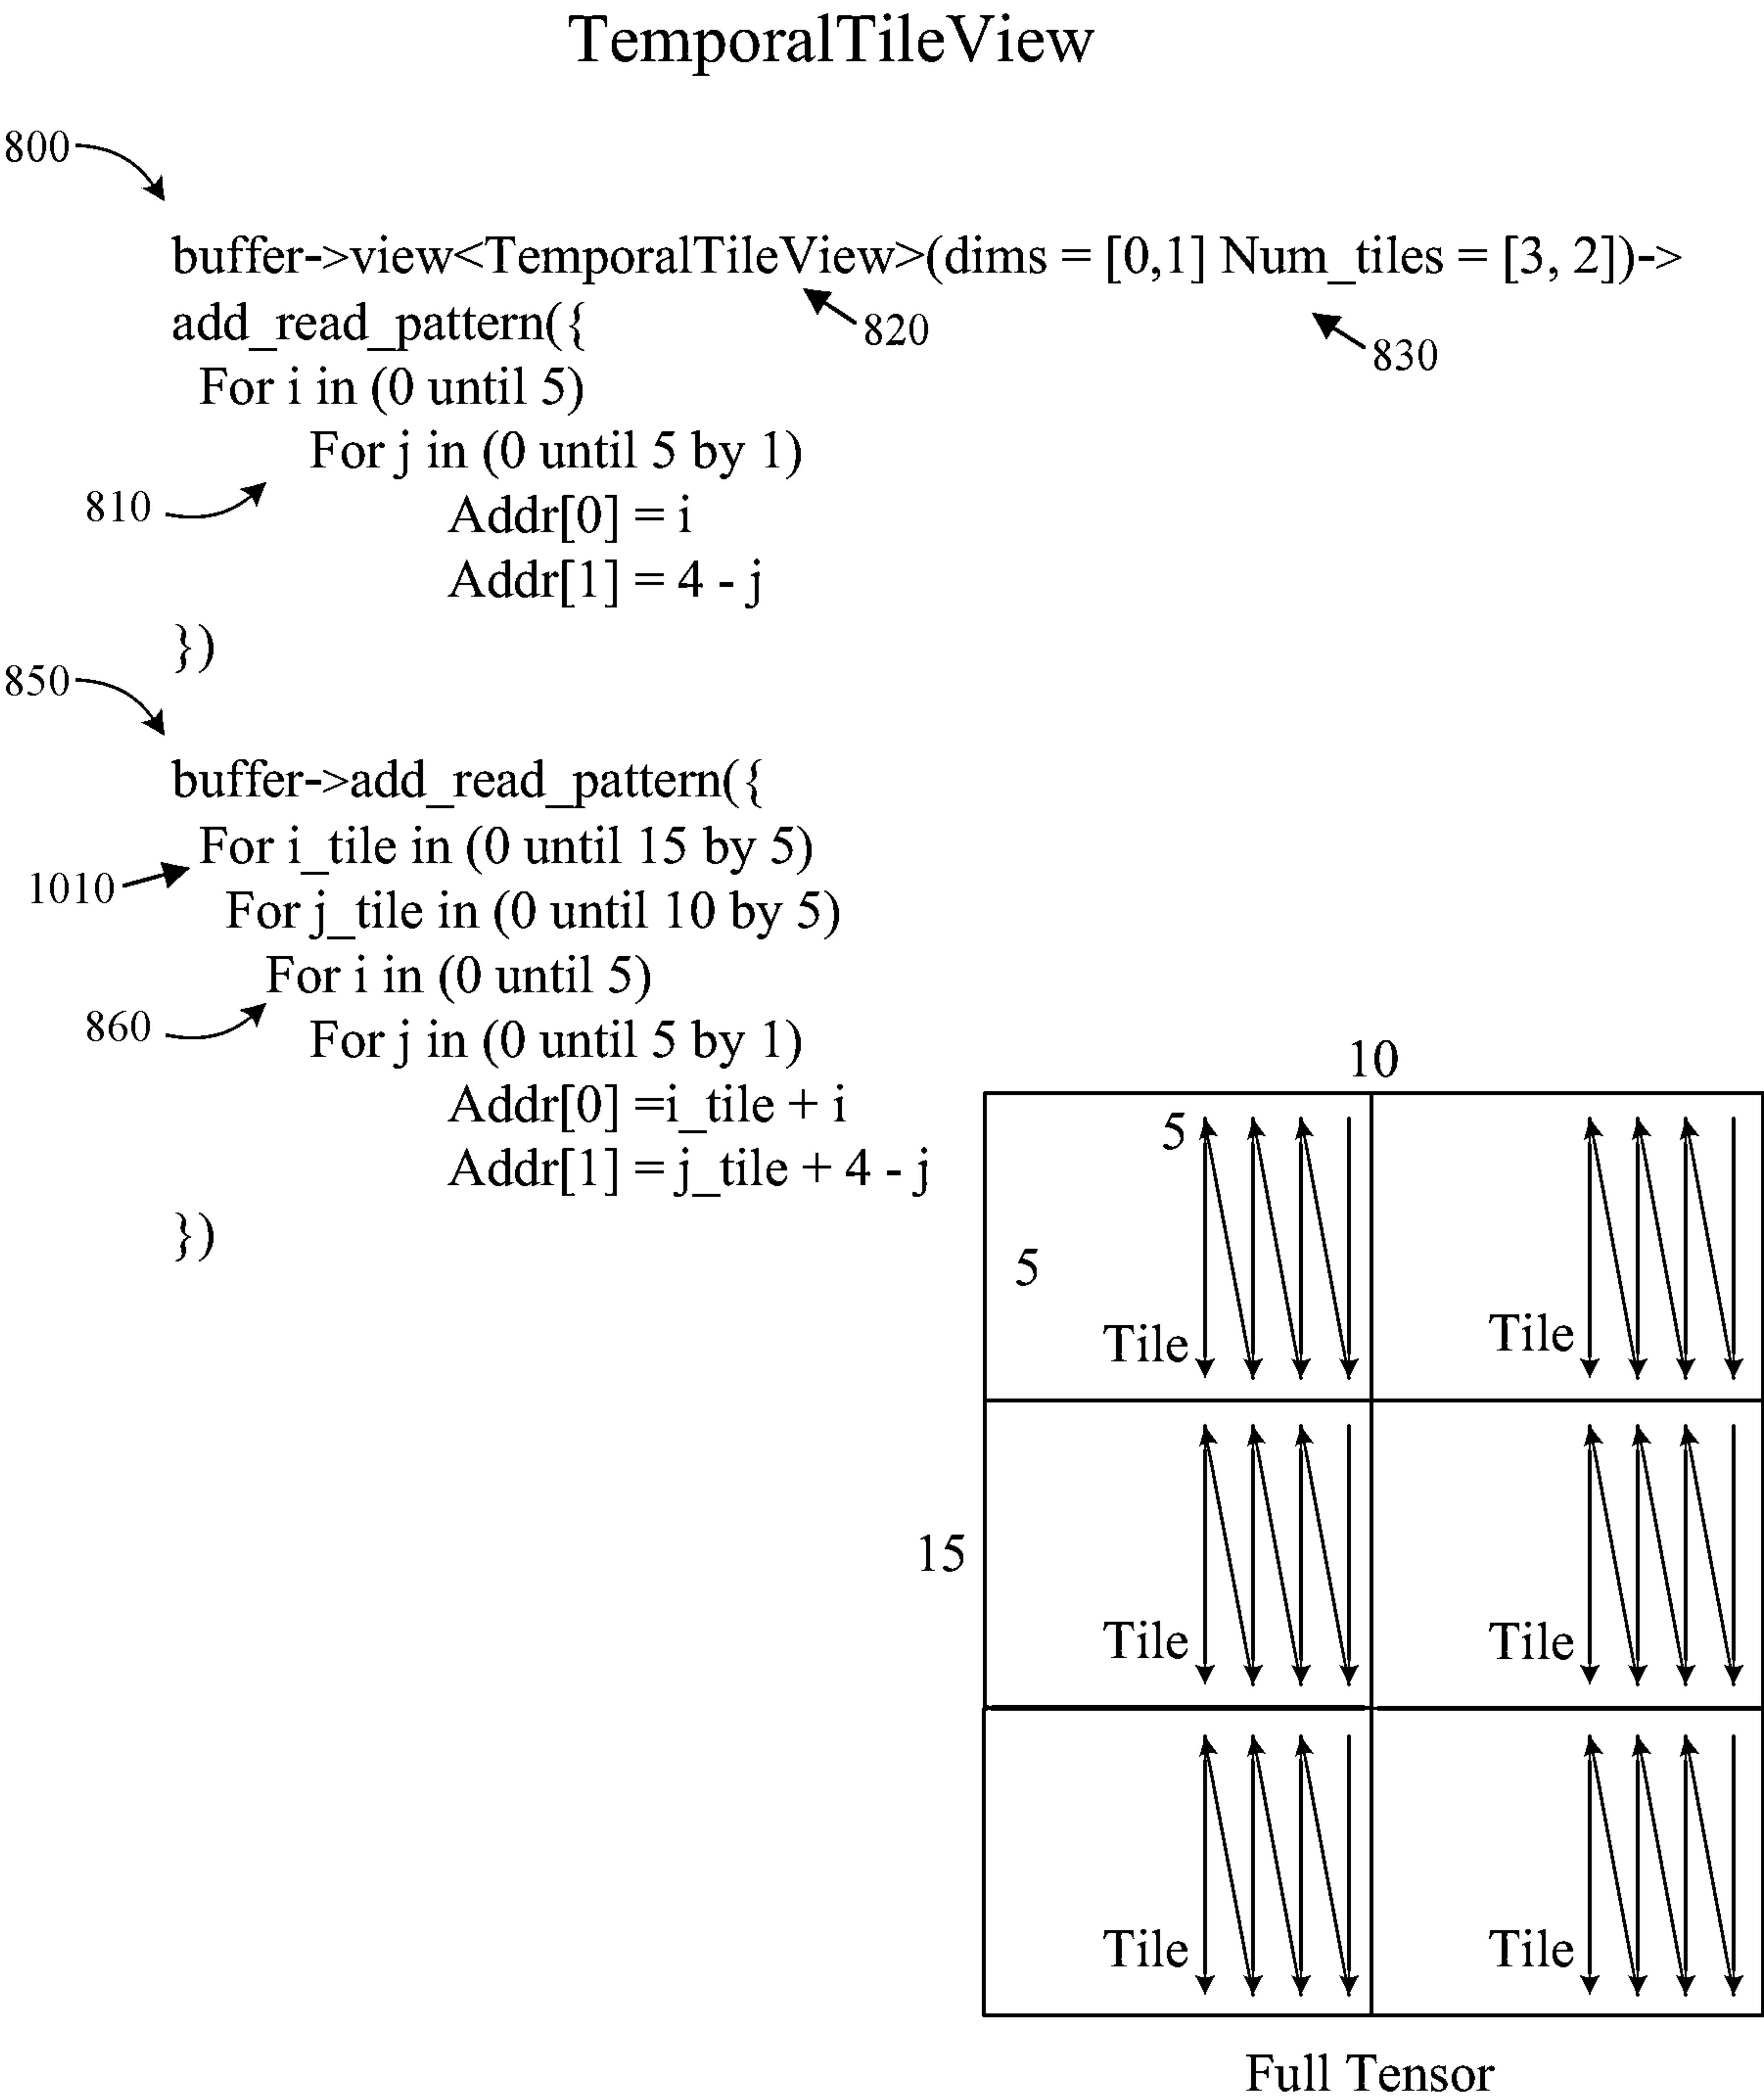 TemporalTileView
800
buffer->view<TemporalTileView>(dims = [0,1] Num_tiles = [3, 2])->
820
830
add_read_pattern({
For i in (0 until 5)
For j in (0 until 5 by 1)
810
Addr[0] = i
Addr[1] = 4 - j
})
850
buffer->add_read_pattern({
For i_tile in (0 until 15 by 5)
1010
For j_tile in (0 until 10 by 5)
For i in (0 until 5)
860
For j in (0 until 5 by 1)
Addr[0] =i_tile + i
Addr[1] = j_tile + 4 - j
})
10
5
5
Tile
Tile
15
Tile
Tile
Tile
Tile
Full Tensor